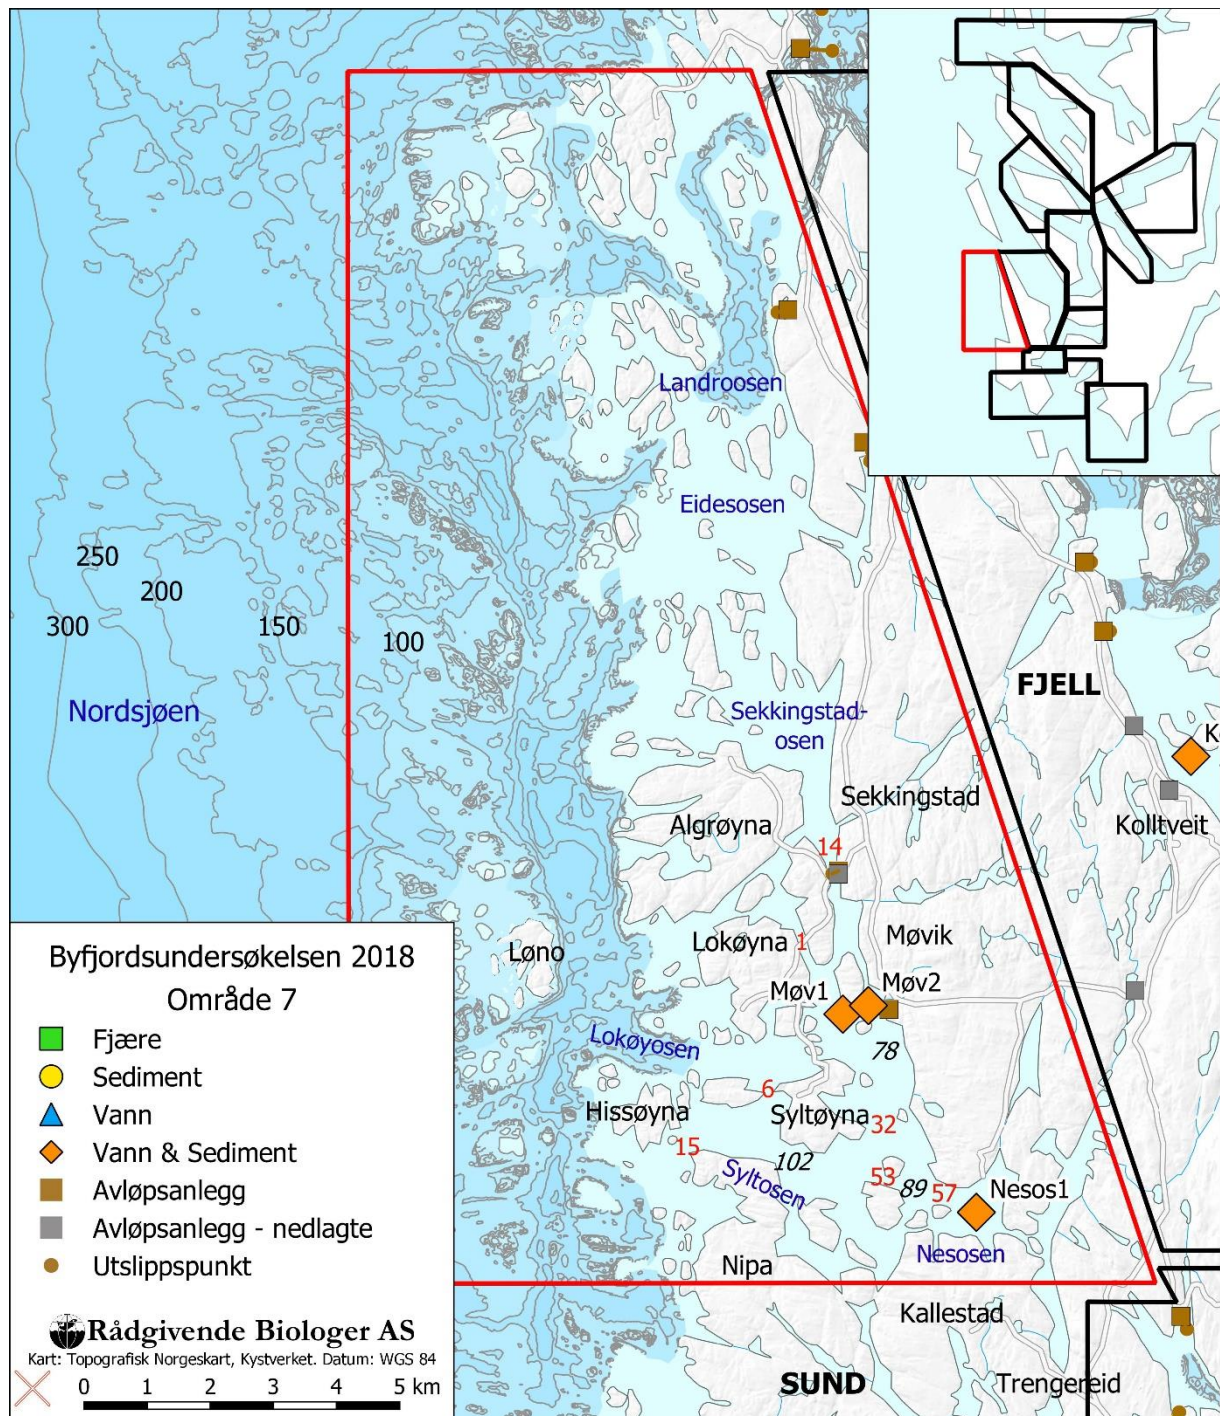 Landroosen
Eidesosen
250
200
300
150
100
FJELL
Nordsjøen
Sekkingstad-
osen
K
Sekkingstad
Algrøyna
Kolltveit
14
Lokøyna
1
Møvik
Løno
Møv1
Møv2
Lokøyosen
78
6
Hissøyna
Syltøyna
32
15
102
Syltosen
53
89
57
Nesos1
Nesosen
Nipa
Kallestad
SUND
Trengereid
Byfjordsundersøkelsen 2018
Område 7
Fjære
Sediment
Vann
Vann & Sediment
Avløpsanlegg
Avløpsanlegg - nedlagte
Utslippspunkt
Rådgivende Biologer AS
Kart: Topografisk Norgeskart, Kystverket. Datum: WGS 84
0 1 2 3 4 5 km